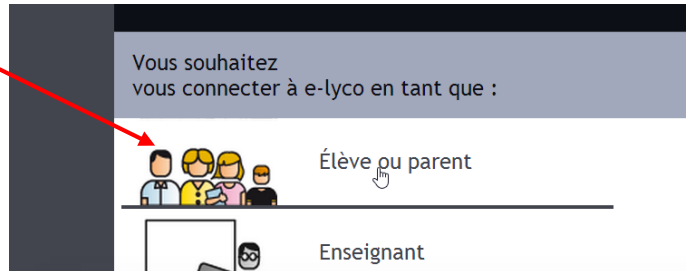 Vous souhaitez
vous connecter à e-lyco en tant que :
Élève ou parent
Enseignant